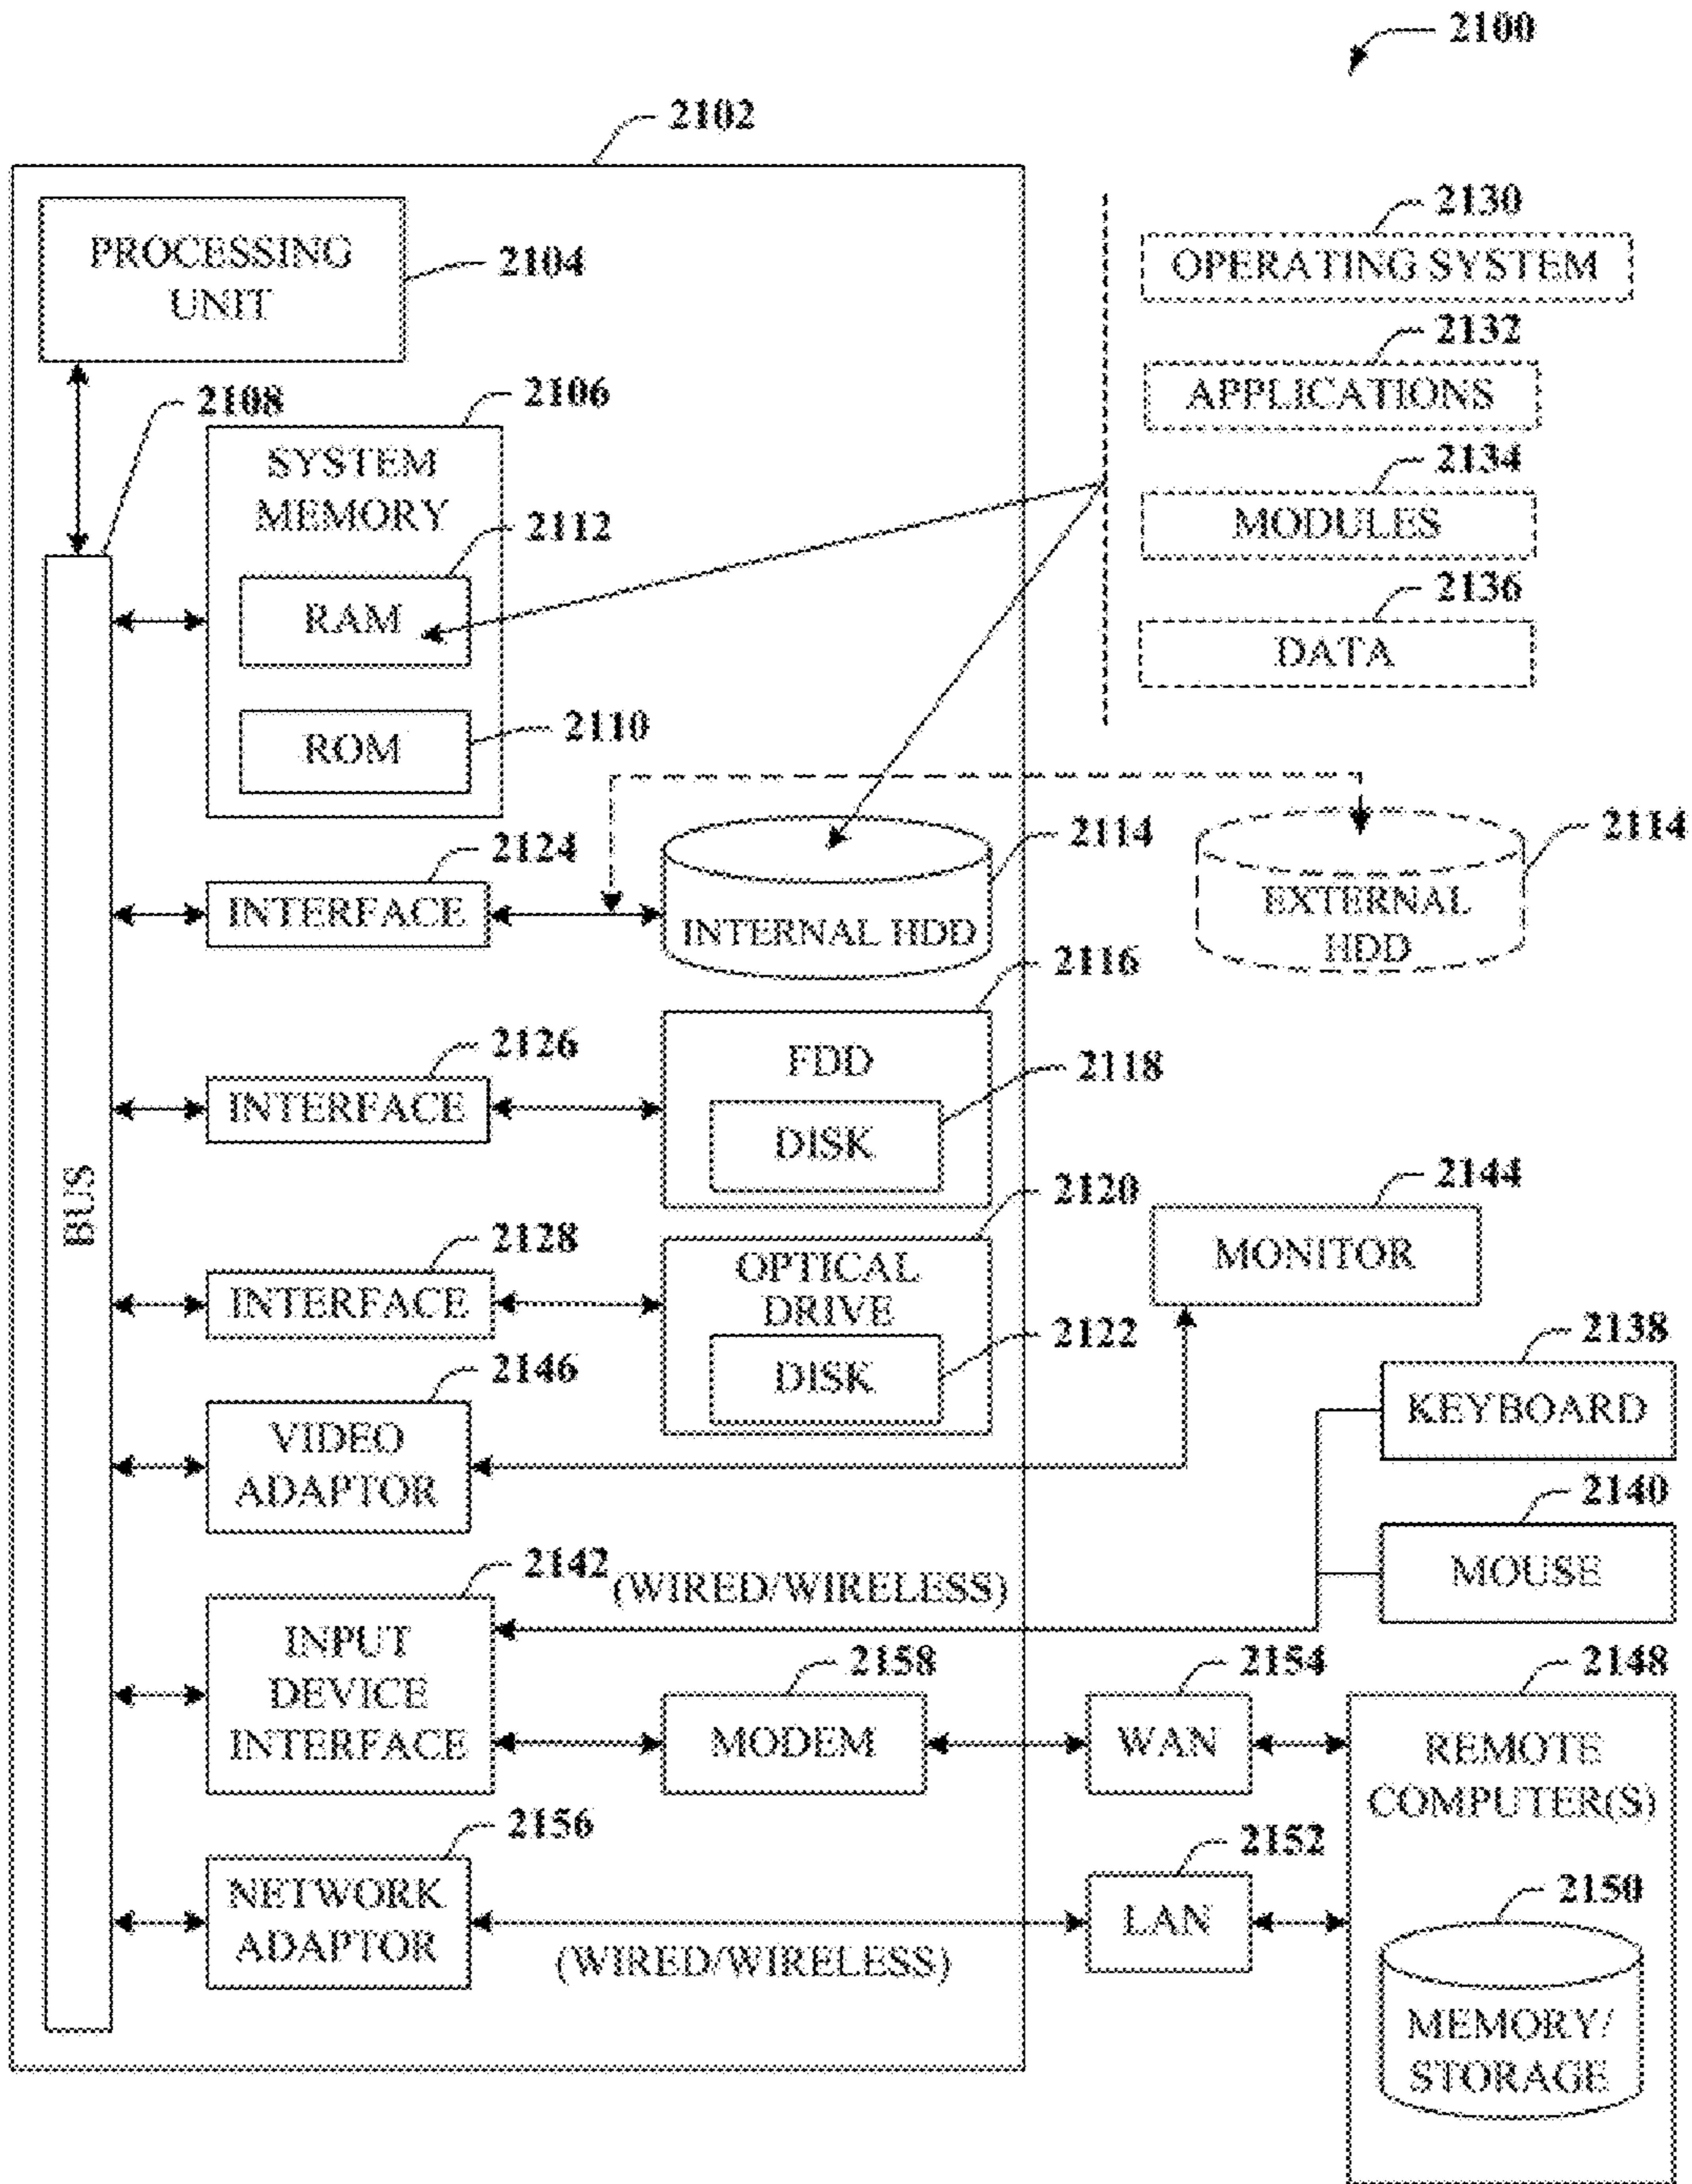 2100
2102
PROCESSING
UNIT
2104
2108
2106
SYSTEM
MEMORY
2112
RAM
ROM
2110
2130
OPERATING SYSTEM
2132
APPLICATIONS
2134
MODULES
2136
DATA
2124
INTERFACE
2114
INTERNAL HDD
2114
EXTERNAL
HDD
2116
2126
INTERFACE
FDD
2118
DISK
BUS
2120
2128
INTERFACE
OPTICAL
DRIVE
2122
DISK
2144
MONITOR
2138
KEYBOARD
2146
VIDEO
ADAPTOR
2140
MOUSE
2142
(WIRED/WIRELESS)
INPUT
DEVICE
INTERFACE
2158
MODEM
2154
WAN
2148
REMOTE
COMPUTER(S)
2156
NETWORK
ADAPTOR
(WIRED/WIRELESS)
2152
LAN
2150
MEMORY/
STORAGE